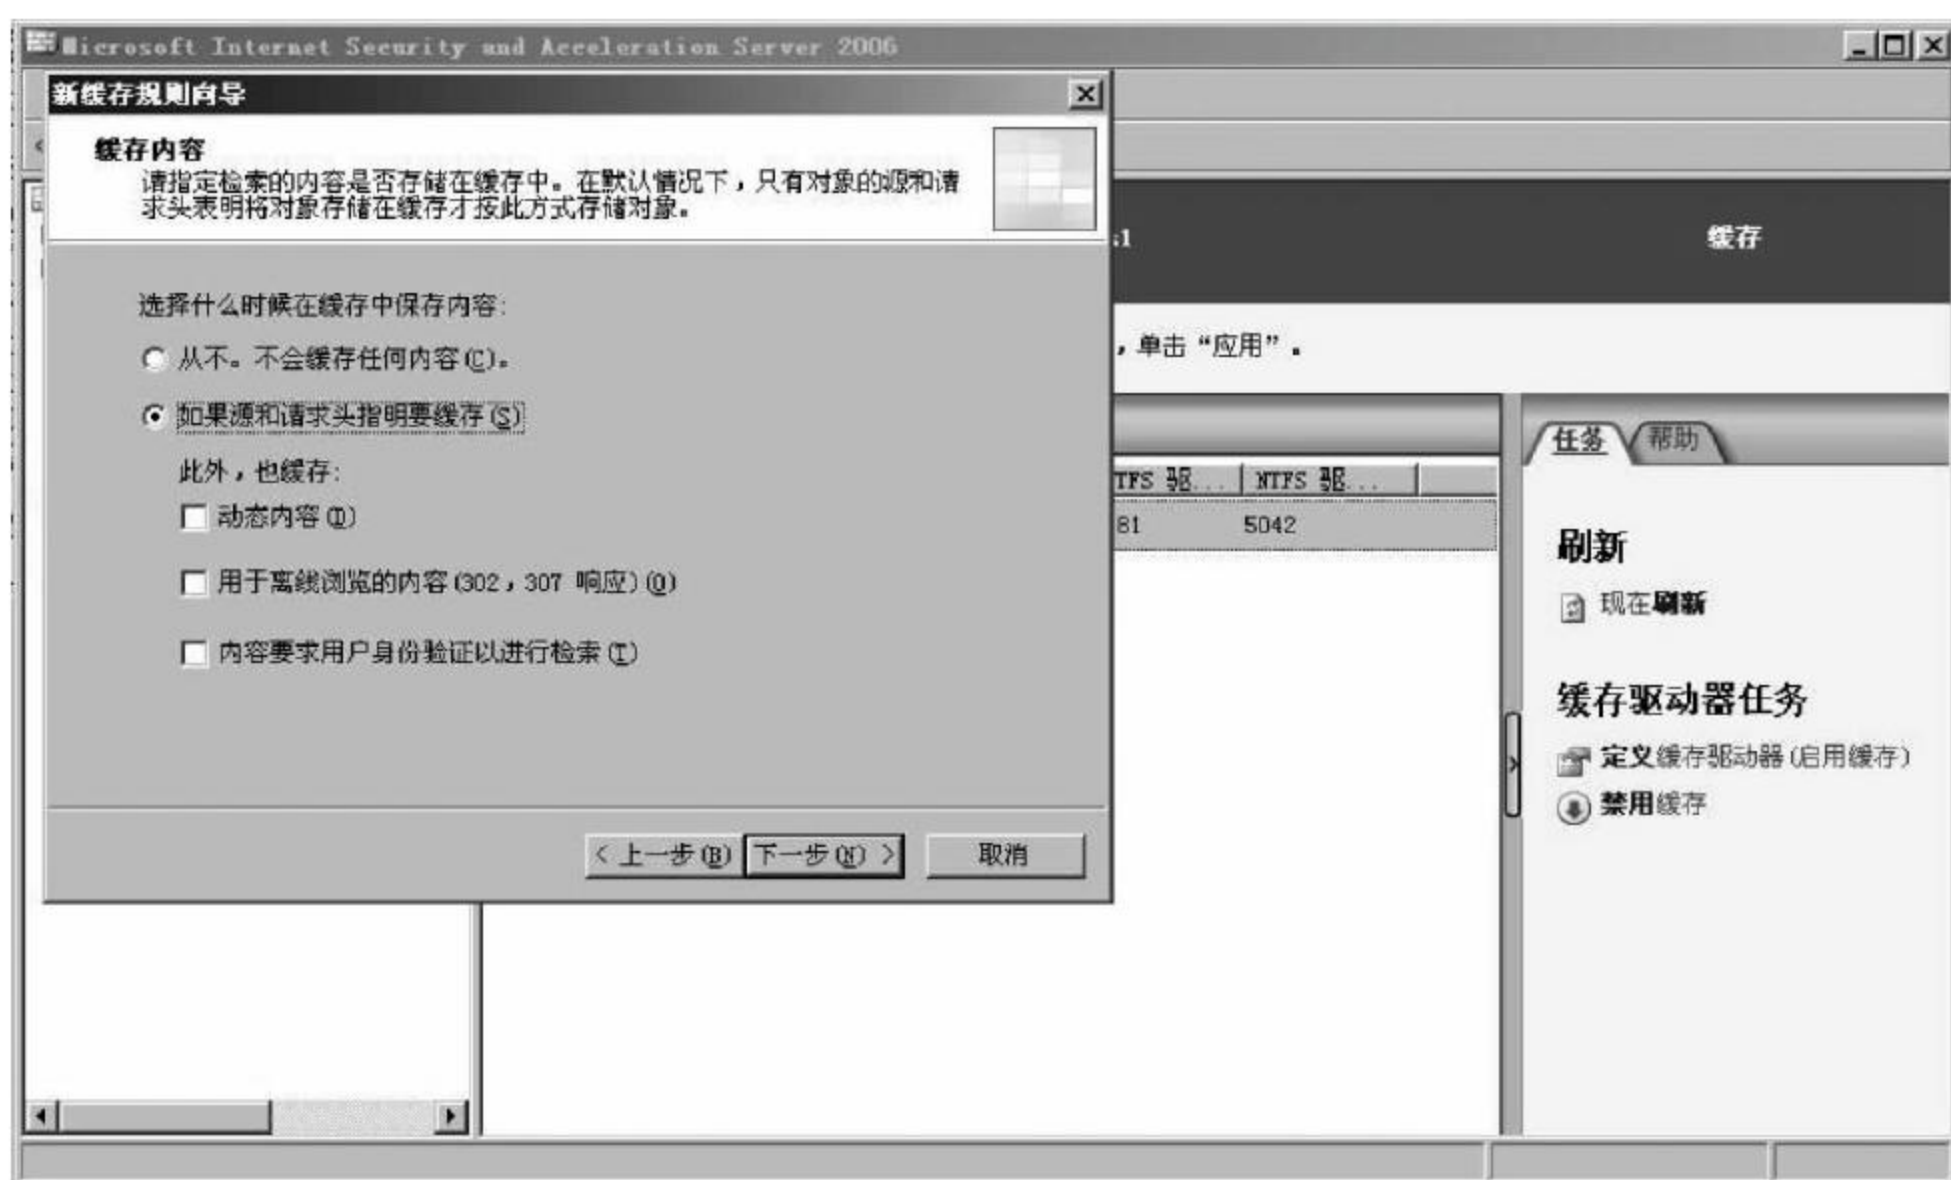 Microsoft Internet Security and Acceleration Server 2006
新缓存规则向导
缓存内容
请指定检索的内容是否存储在缓存中。在默认情况下，只有对象的源和请
求头表明将对象存储在缓存才按此方式存储对象。
选择什么时候在缓存中保存内容:
从不。不会缓存任何内容(C)。
如果源和请求头指明要缓存(S)
此外，也缓存:
动态内容(D)
用于离线浏览的内容(302，307 响应)(O)
内容要求用户身份验证以进行检索(T)
< 上一步(B)
下一步(N) >
取消
缓存
，单击“应用”。
TFS 驱...
NTFS 驱...
81
5042
任务
帮助
刷新
现在刷新
缓存驱动器任务
定义缓存驱动器(启用缓存)
禁用缓存